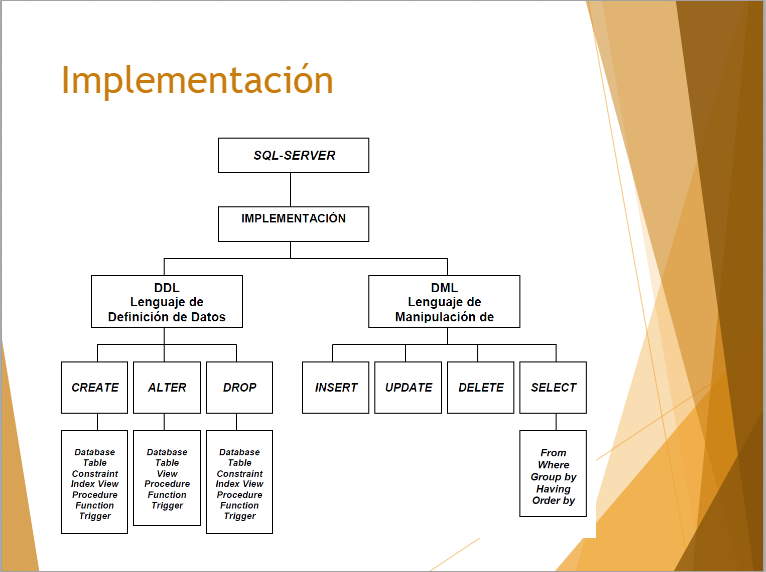 Implementación
SQL-SERVER
IMPLEMENTACIÓN
DDL
Lenguaje de
Definición de Datos
DML
Lenguaje de
Manipulación de
CREATE
ALTER
DROP
INSERT
UPDATE
DELETE
SELECT
Database
Table
Constraint
Index View
Procedure
Function
Trigger
Database
Table
View
Procedure
Function
Trigger
Database
Table
Constraint
Index View
Procedure
Function
Trigger
From
Where
Group by
Having
Order by